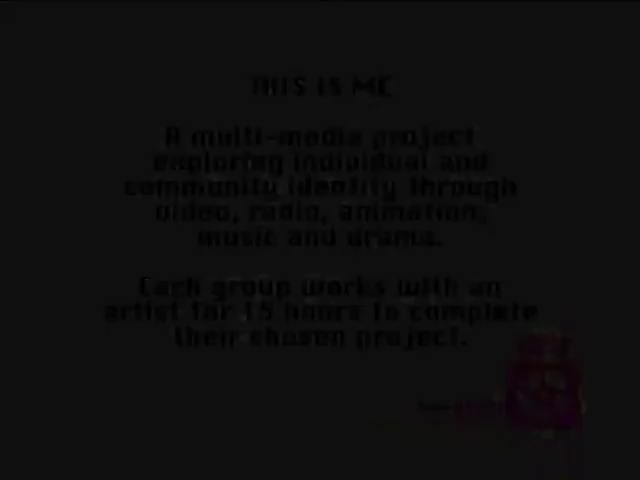 THIS IS ME
A multi-media project
exploring individual and
community identity through
video, radio, animation,
music and drama.
Each group works with an
artist for 15 hours to complete
their chosen project.